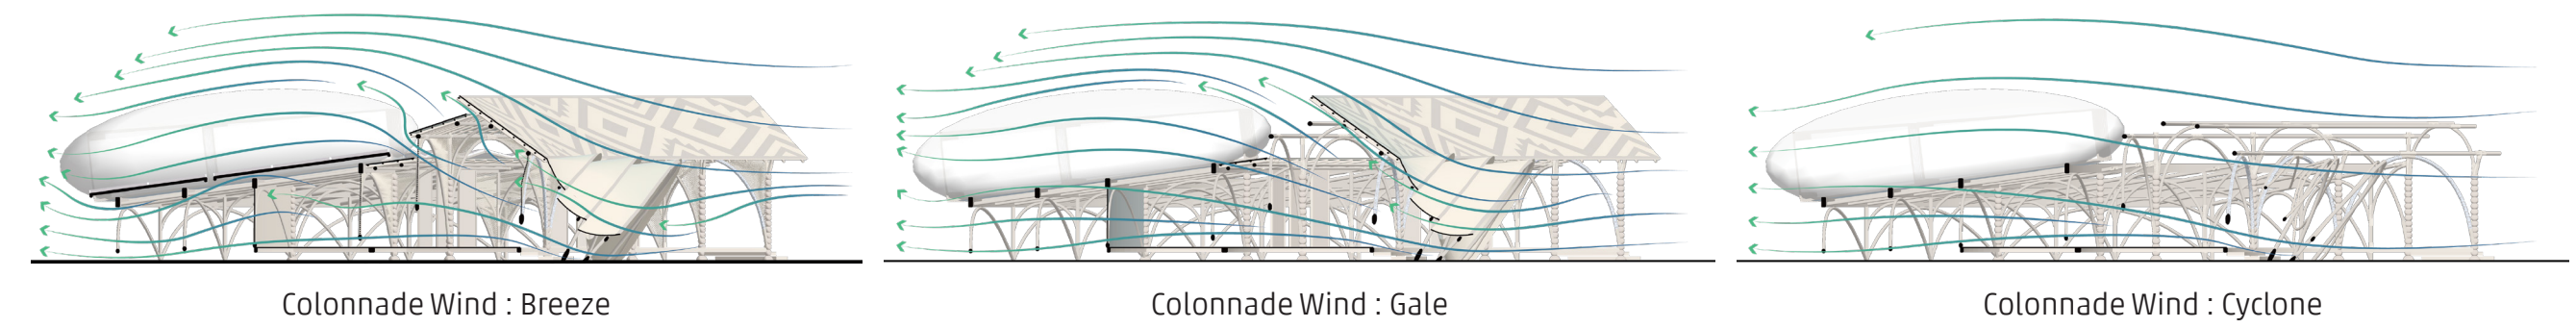 Colonnade Wind : Breeze
Colonnade Wind : Gale
Colonnade Wind : Cyclone